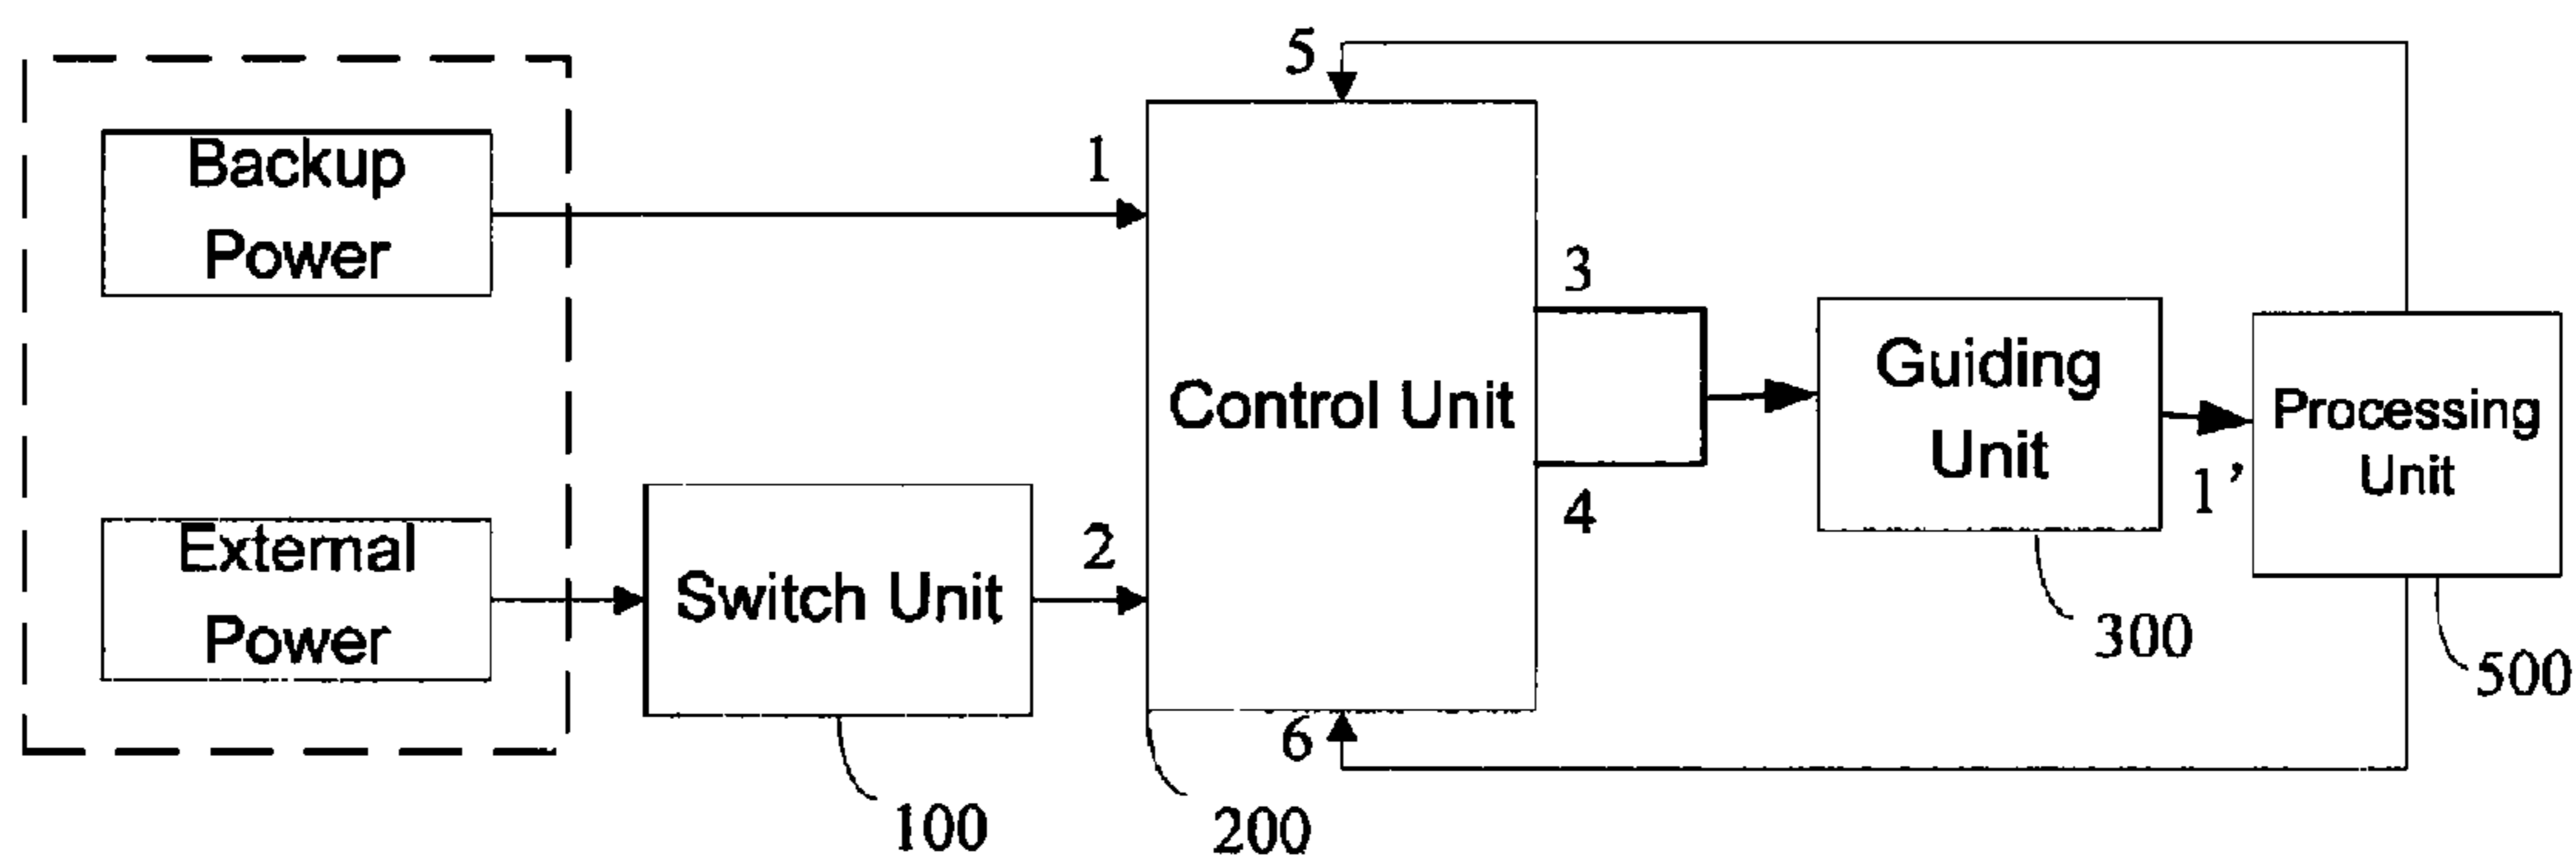 5
Backup
Power
1
3
Guiding
Unit
Control Unit
Processing
Unit
1’
4
External
Power
Switch Unit
2
300
500
6
100
200